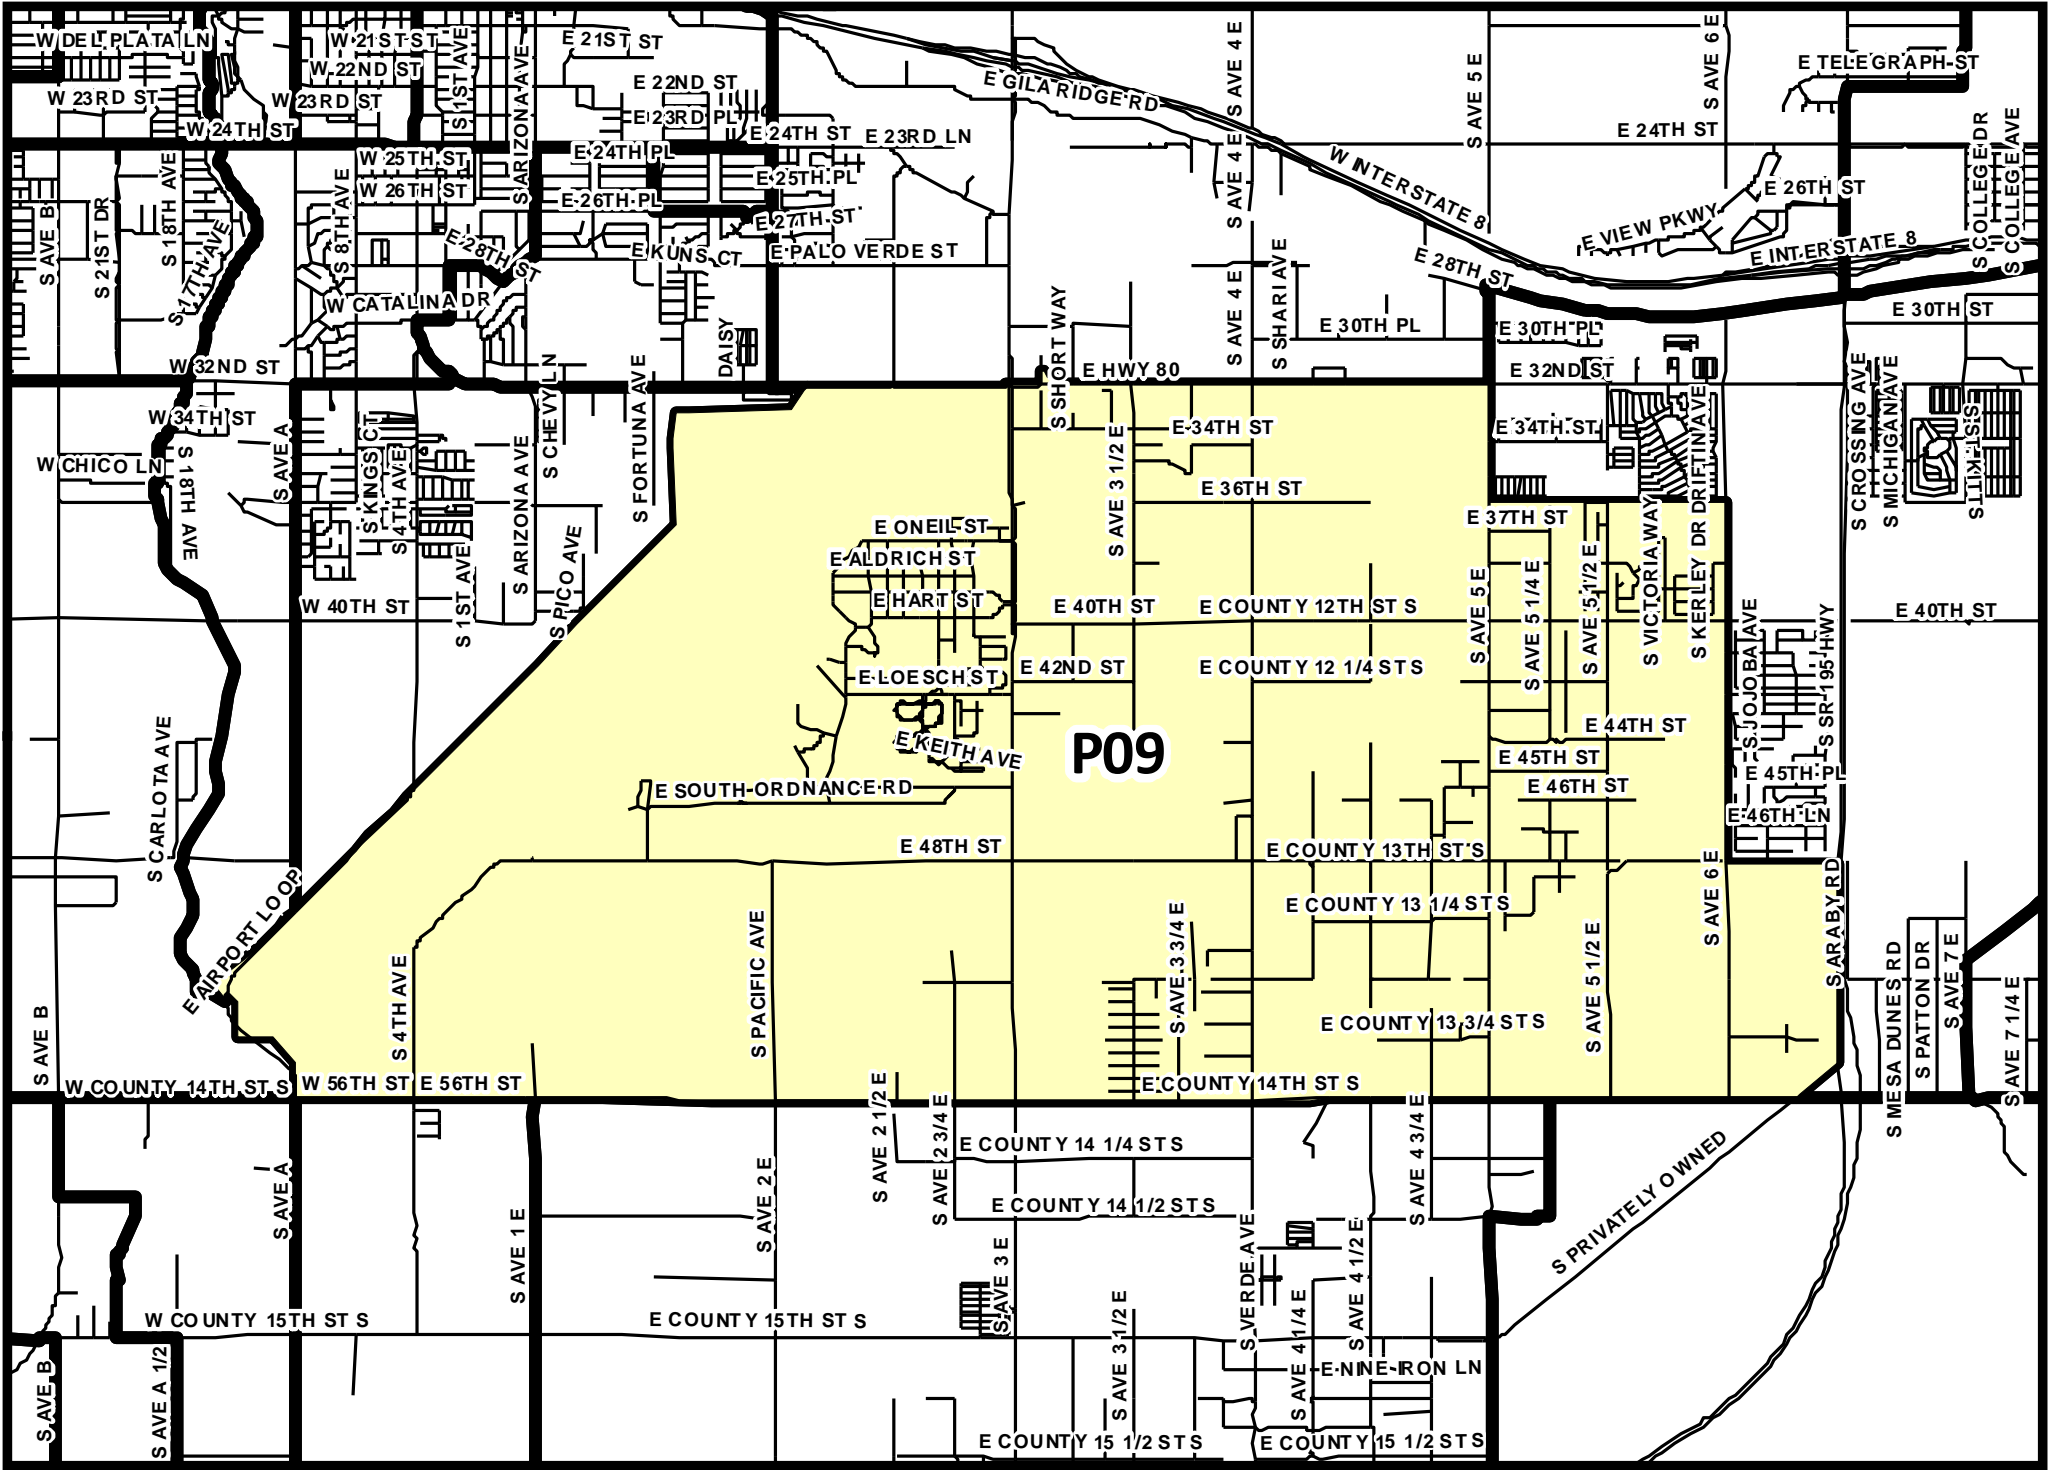 W DEL PLATA LN
W 21ST ST
S 1ST AVE
S ARIZONA AVE
E 21ST ST
W 22ND ST
E 22ND ST
E GILA RIDGE RD
S AVE 4 E
S AVE 5 E
S AVE 6 E
E TELEGRAPH ST
W 23RD ST
W 23RD ST
E 23RD PL
W 24TH ST
E 24TH ST
E 23RD LN
E 24TH ST
S COLLEGE DR
S COLLEGE AVE
W 25TH ST
E 24TH PL
W 26TH ST
E 25TH PL
E 26TH PL
E 27TH ST
S AVE 4 E
W INTERSTATE 8
E 26TH ST
S AVE B
S 21ST DR
S 18TH AVE
S 17TH AVE
S 8TH AVE
E 28TH ST
E KUNS CT
E PALO VERDE ST
E VIEW PKWY
E INTERSTATE 8
E 28TH ST
W CATALINA DR
DAISY
S SHORT WAY
S AVE 4 E
S SHARI AVE
E 30TH PL
E 30TH PL
E 30TH ST
W 32ND ST
E HWY 80
E 32ND ST
W 34TH ST
S AVE A
S KINGS CT
S 4TH AVE
S ARIZONA AVE
S CHEVY LN
S FORTUNA AVE
S AVE 3 1/2 E
E 34TH ST
E 34TH ST
S DRIFTIN AVE
S CROSSING AVE
S MICHIGAN AVE
S ST KITTS
W CHICO LN
S 18TH AVE
E 36TH ST
E 37TH ST
E ONEIL ST
E ALDRICH ST
E HART ST
S 1ST AVE
S PICO AVE
W 40TH ST
E 40TH ST
E COUNTY 12TH ST S
S AVE 5 E
S AVE 5 1/4 E
S AVE 5 1/2 E
S VICTORIA WAY
S KERLEY DR
S JOJOBA AVE
S SR 195 HWY
E 40TH ST
E LOESCH ST
E 42ND ST
E COUNTY 12 1/4 ST S
E KEITH AVE
P09
E 44TH ST
E 45TH ST
E 45TH PL
E 46TH ST
E 46TH LN
S CARLOTA AVE
E SOUTH ORDNANCE RD
E 48TH ST
E COUNTY 13TH ST S
E COUNTY 13 1/4 ST S
S AVE 6 E
S ARABY RD
E AIRPORT LOOP
S AVE B
S 4TH AVE
S PACIFIC AVE
S AVE 3 3/4 E
S AVE 5 1/2 E
E COUNTY 13 3/4 ST S
S MESA DUNES RD
S PATTON DR
S AVE 7 E
S AVE 7 1/4 E
W COUNTY 14TH ST S
W 56TH ST
E 56TH ST
E COUNTY 14TH ST S
S AVE 2 1/2 E
S AVE 2 3/4 E
E COUNTY 14 1/4 ST S
S AVE 4 3/4 E
S AVE A
S AVE 1 E
S AVE 2 E
E COUNTY 14 1/2 ST S
S PRIVATELY OWNED
S AVE 3 E
S VERDE AVE
S AVE 4 1/2 E
W COUNTY 15TH ST S
E COUNTY 15TH ST S
S AVE 3 1/2 E
S AVE 4 1/4 E
E NINE IRON LN
S AVE B
S AVE A 1/2
E COUNTY 15 1/2 ST S
E COUNTY 15 1/2 ST S